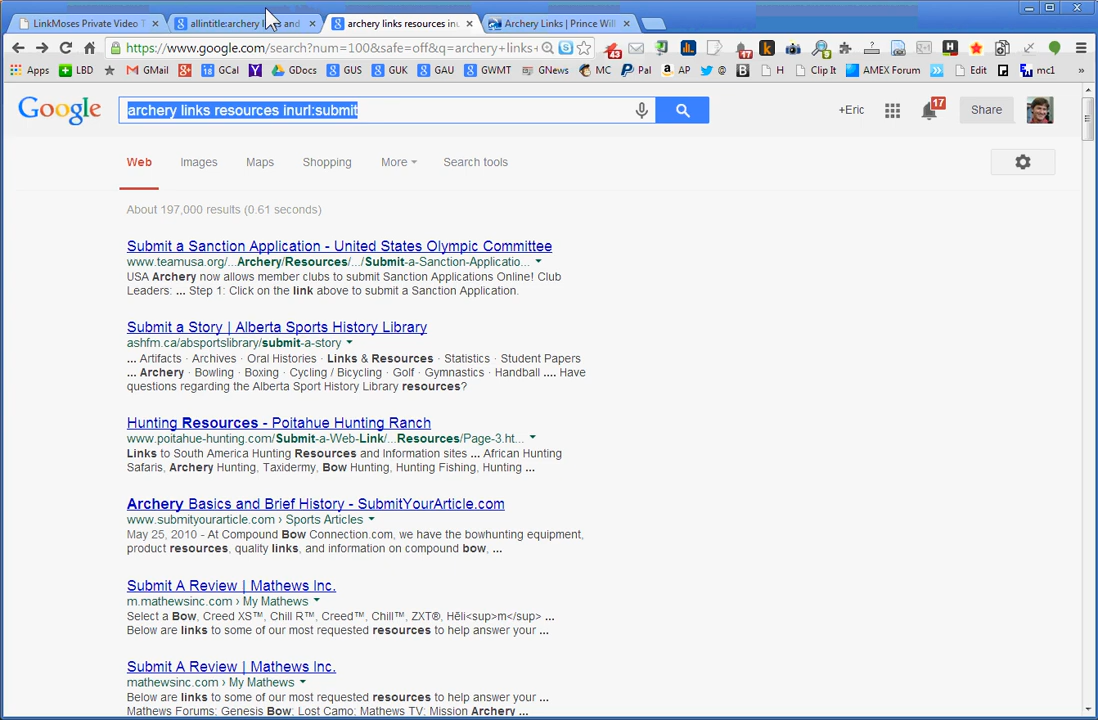 LinkMoses Private Video T
allintitle:archery links and
archery links resources inu
Archery Links | Prince Will
https://www.google.com/search?num=100&safe=off&q=archery+links+
Apps LBD GMail GCal GDocs GUS GUK GAU GWMT GNews MC Pal AP @ H Clip It AMEX Forum Edit mc1 »
Google
archery links resources inurl:submit
+Eric 17 Share
Web Images Maps Shopping More Search tools
About 197,000 results (0.61 seconds)
Submit a Sanction Application - United States Olympic Committee
www.teamusa.org/...Archery/Resources/.../Submit-a-Sanction-Applicatio...
USA Archery now allows member clubs to submit Sanction Applications Online! Club
Leaders: ... Step 1: Click on the link above to submit a Sanction Application.
Submit a Story | Alberta Sports History Library
ashfm.ca/absportslibrary/submit-a-story
... Artifacts · Archives · Oral Histories · Links & Resources · Statistics · Student Papers
... Archery · Bowling · Boxing · Cycling / Bicycling · Golf · Gymnastics · Handball .... Have
questions regarding the Alberta Sport History Library resources?
Hunting Resources - Poitahue Hunting Ranch
www.poitahue-hunting.com/Submit-a-Web-Link/...Resources/Page-3.ht...
Links to South America Hunting Resources and Information sites ... African Hunting
Safaris, Archery Hunting, Taxidermy, Bow Hunting, Hunting Fishing, Hunting ...
Archery Basics and Brief History - SubmitYourArticle.com
www.submityourarticle.com › Sports Articles
May 25, 2010 - At Compound Bow Connection.com, we have the bowhunting equipment,
product resources, quality links, and information on compound bow, ...
Submit A Review | Mathews Inc.
m.mathewsinc.com › My Mathews
Select a Bow, Creed XS™, Chill R™, Creed™, Chill™, ZXT®, Hēli<sup>m</sup> ...
Below are links to some of our most requested resources to help answer your ...
Submit A Review | Mathews Inc.
mathewsinc.com › My Mathews
Below are links to some of our most requested resources to help answer your ...
Mathews Forums; Genesis Bow; Lost Camo; Mathews TV; Mission Archery ...